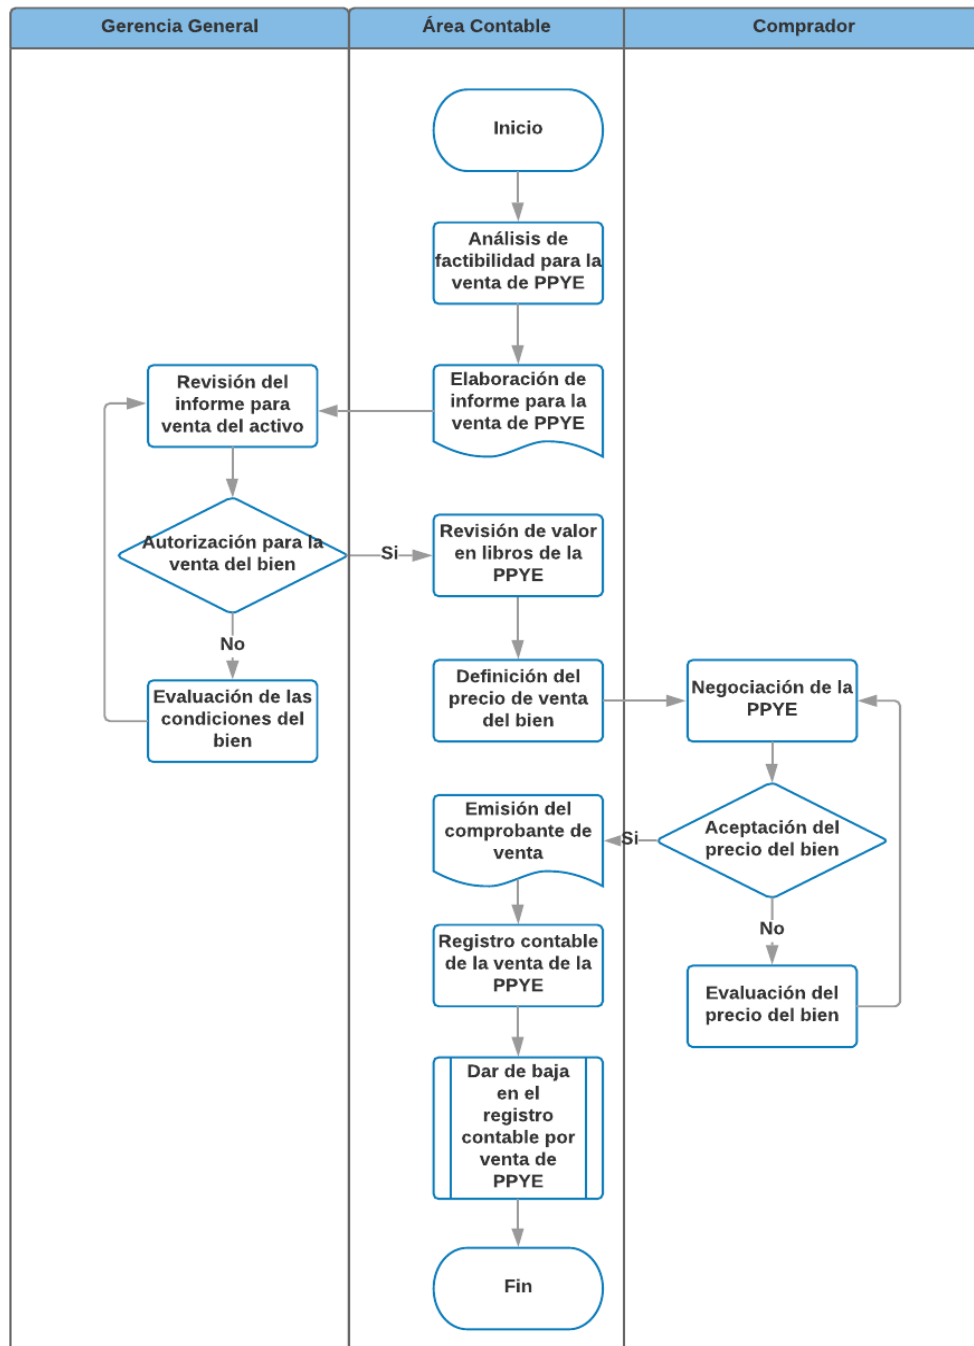 Gerencia General
Área Contable
Comprador
Inicio
Análisis de
factibilidad para la
venta de PPYE
Elaboración de
informe para la
venta de PPYE
Revisión del
informe para
venta del activo
Autorización para la
venta del bien
Si
No
Evaluación de las
condiciones del
bien
Revisión de valor
en libros de la
PPYE
Definición del
precio de venta
del bien
Negociación de la
PPYE
Aceptación del
precio del bien
Si
No
Evaluación del
precio del bien
Emisión del
comprobante de
venta
Registro contable
de la venta de la
PPYE
Dar de baja
en el
registro
contable por
venta de
PPYE
Fin